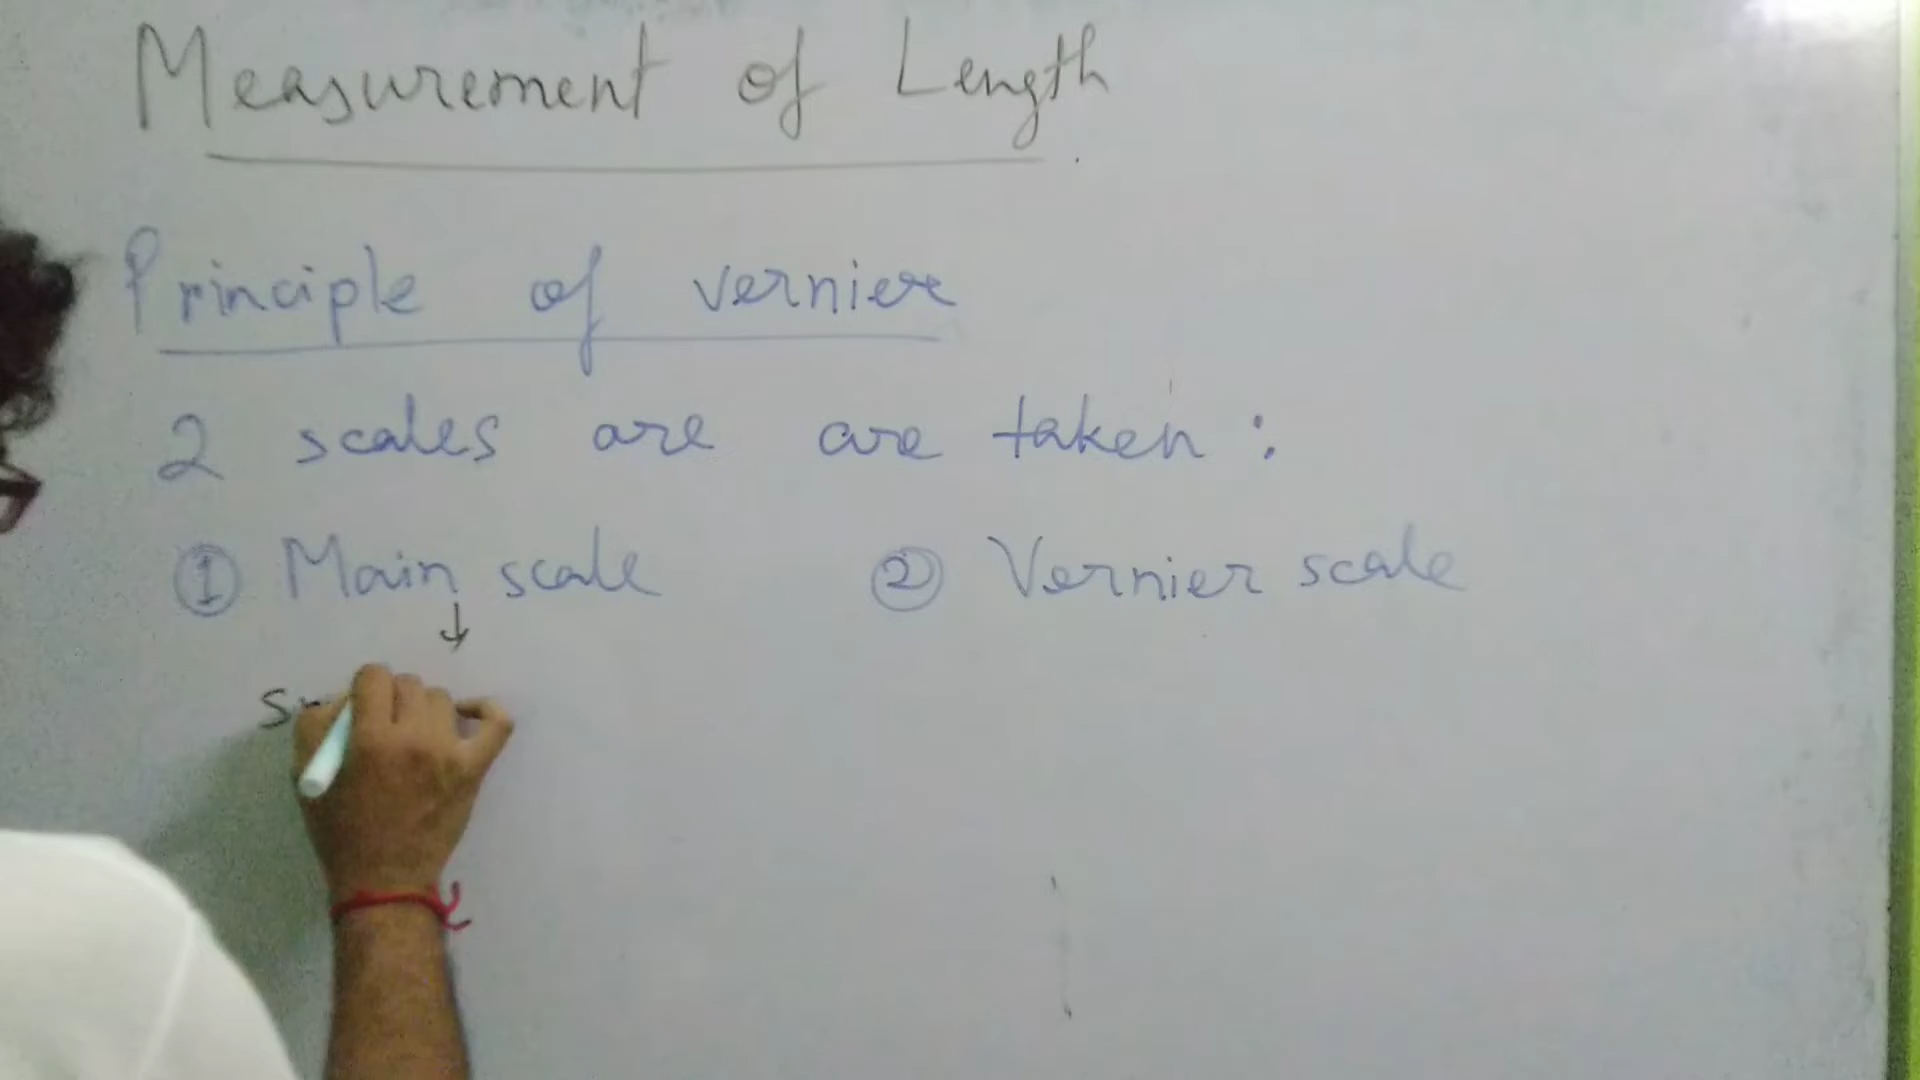 Measurement of Length
Principle of vernier
2 scales are are taken :
① Main scale ② Vernier scale
↓